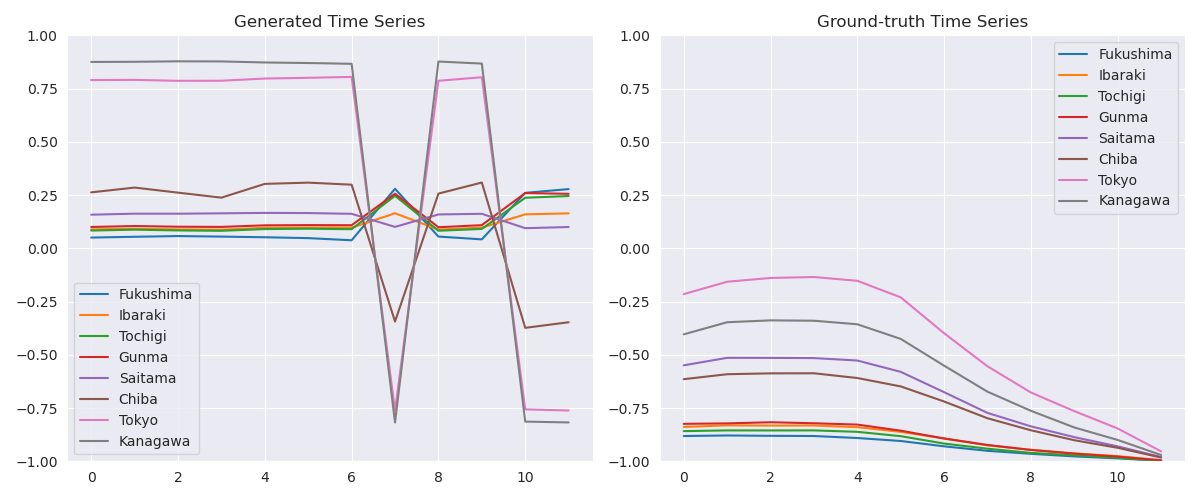 Generated Time Series
1.00
0.75
0.50
0.25
0.00
−0.25
−0.50
−0.75
−1.00
0 2 4 6 8 10
Fukushima
Ibaraki
Tochigi
Gunma
Saitama
Chiba
Tokyo
Kanagawa
Ground-truth Time Series
1.00
0.75
0.50
0.25
0.00
−0.25
−0.50
−0.75
−1.00
0 2 4 6 8 10
Fukushima
Ibaraki
Tochigi
Gunma
Saitama
Chiba
Tokyo
Kanagawa